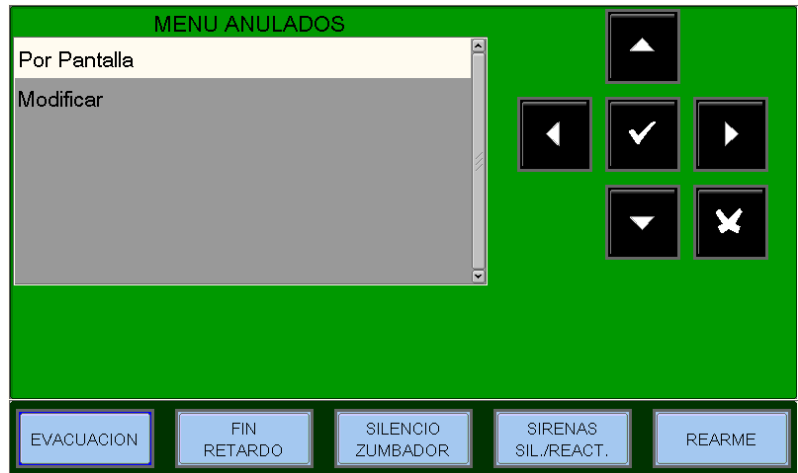 MENU ANULADOS
Por Pantalla
Modificar
EVACUACION
FIN
RETARDO
SILENCIO
ZUMBADOR
SIRENAS
SIL./REACT.
REARME